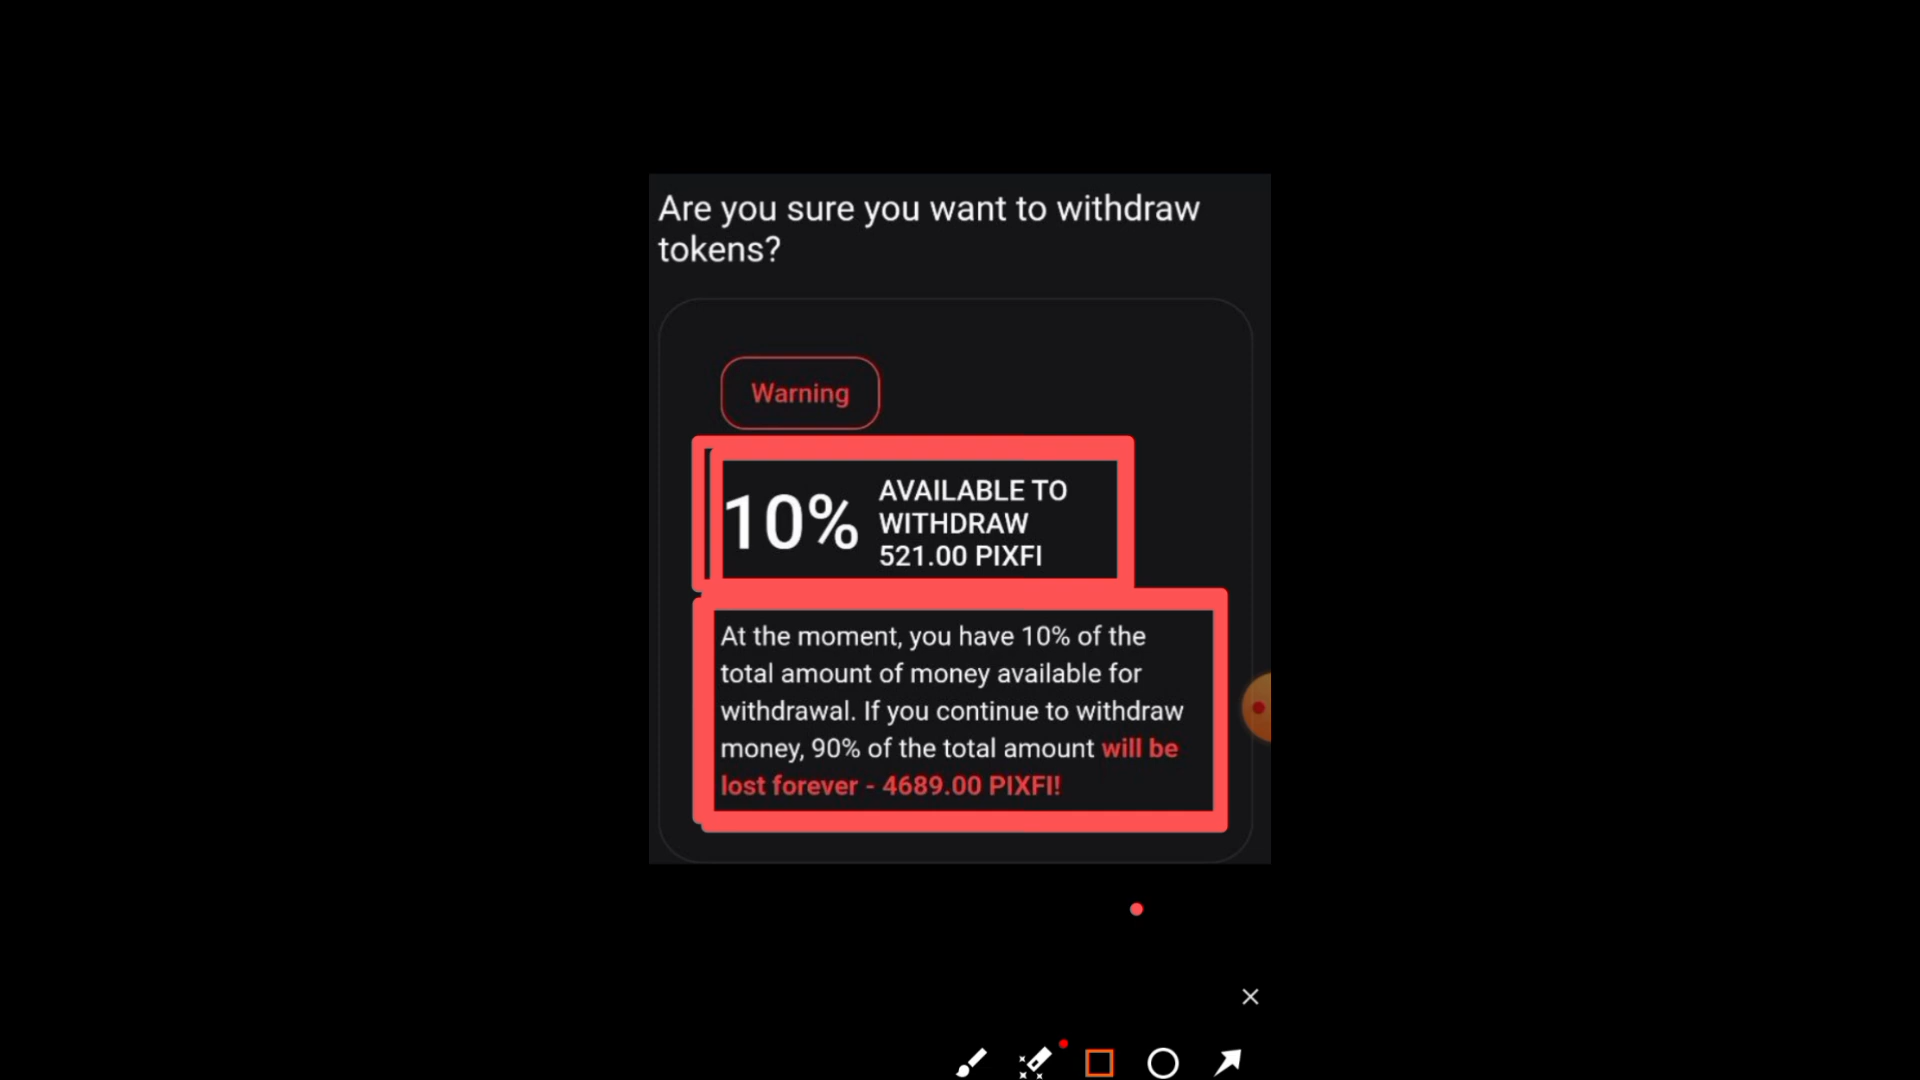 Are you sure you want to withdraw
tokens?
Warning
10%
AVAILABLE TO
WITHDRAW
521.00 PIXFI
At the moment, you have 10% of the
total amount of money available for
withdrawal. If you continue to withdraw
money, 90% of the total amount will be
lost forever - 4689.00 PIXFI!